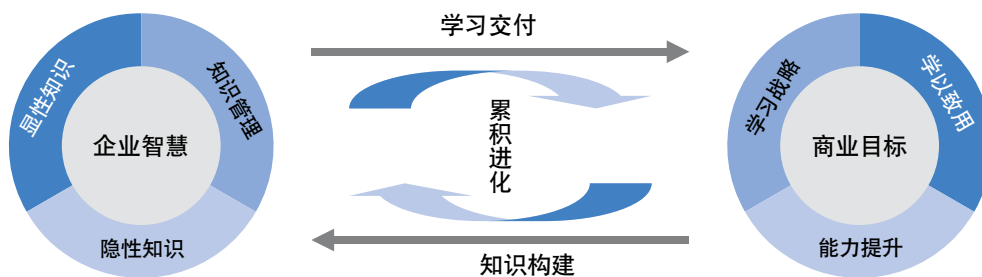 学习交付
显性知识
知识管理
企业智慧
隐性知识
累积进化
学习战略
学以致用
商业目标
能力提升
知识构建